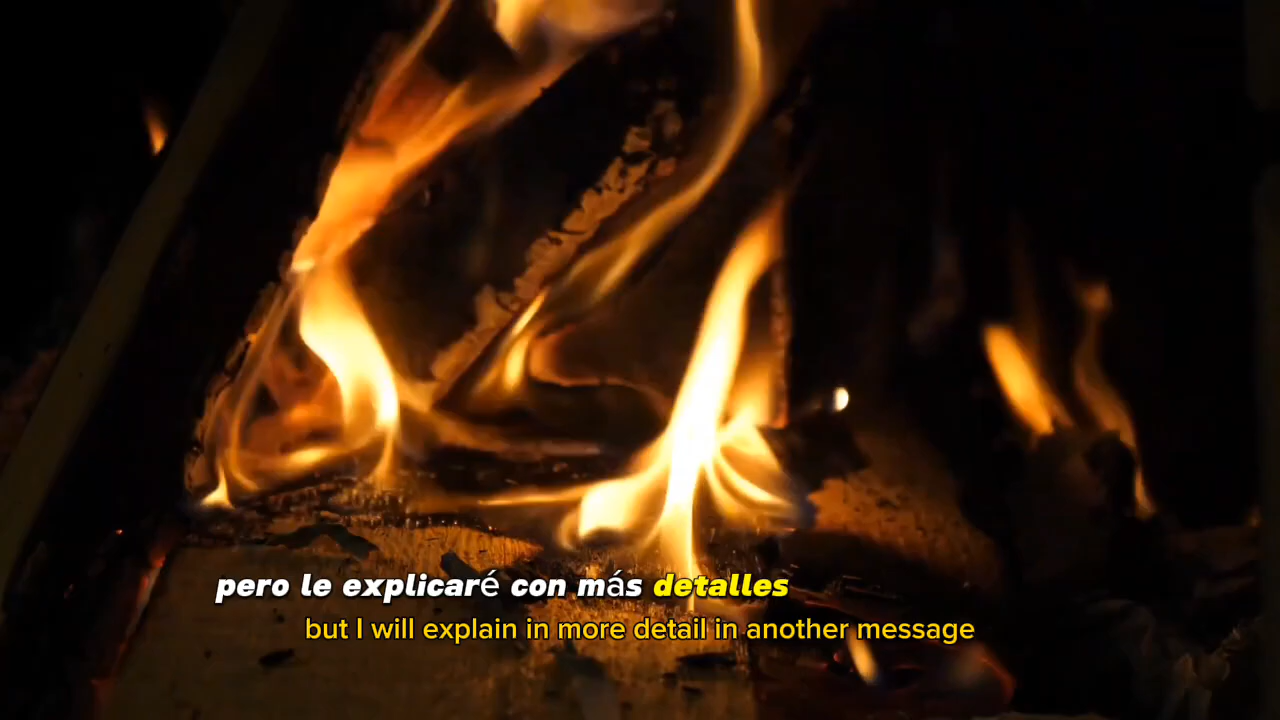 pero le explicaré con más detalles
but I will explain in more detail in another message